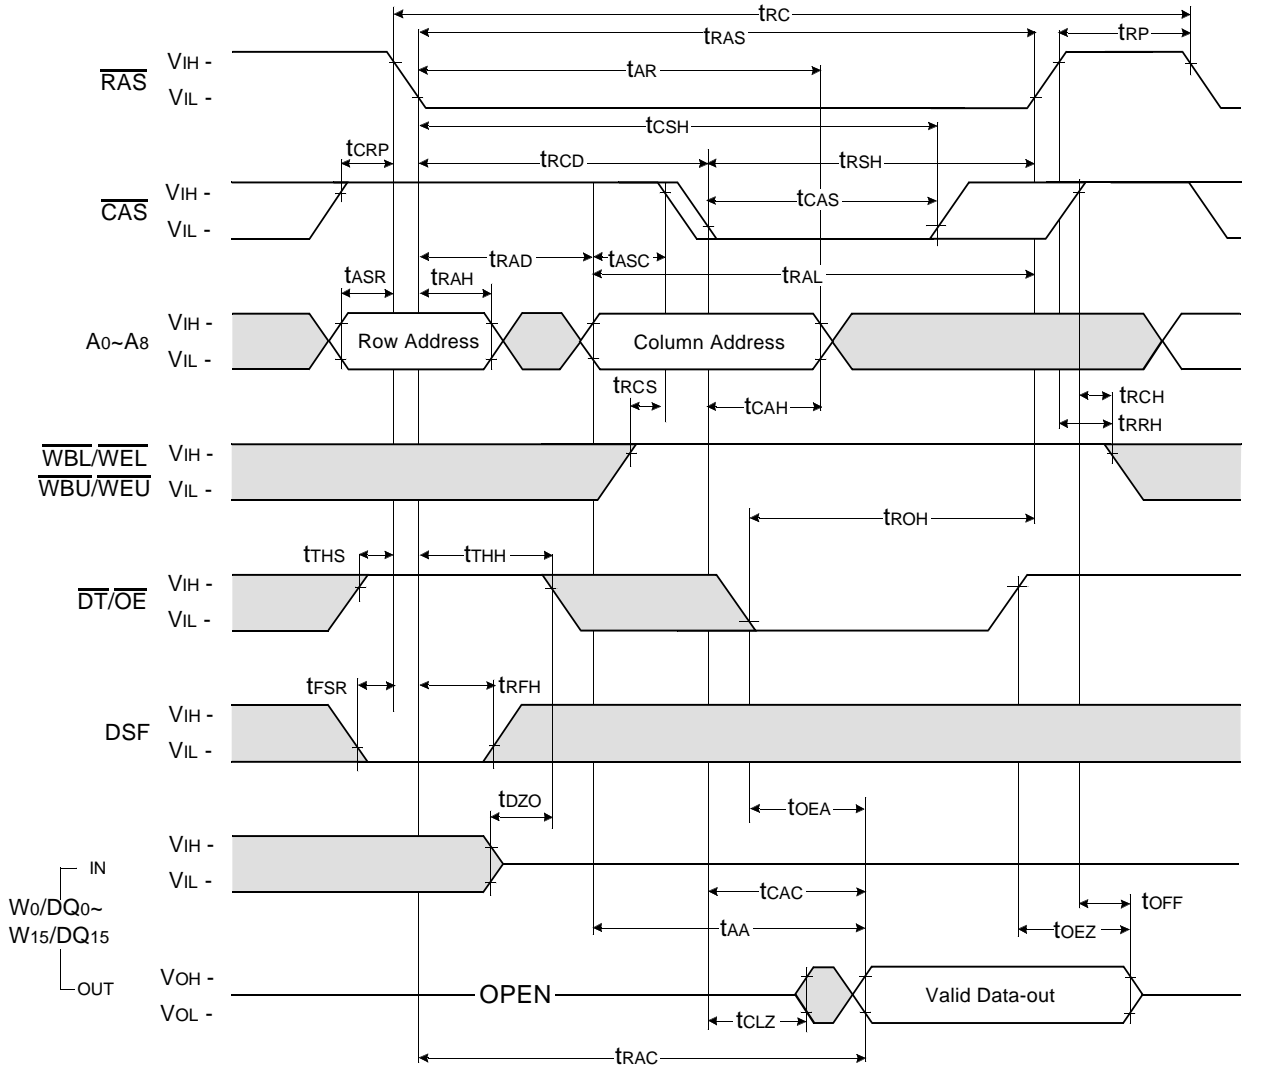 tRC
tRAS
tRP
RAS
VIH -
VIL -
tAR
tCSH
tCRP
tRCD
tRSH
CAS
VIH -
VIL -
tCAS
tRAD
tASC
tRAL
tASR
tRAH
A0~A8
VIH -
VIL -
Row Address
Column Address
tRCS
tCAH
tRCH
tRRH
WBL/WEL
WBU/WEU
VIH -
VIL -
tROH
tTHS
tTHH
DT/OE
VIH -
VIL -
tFSR
tRFH
DSF
VIH -
VIL -
tDZO
tOEA
VIH -
VIL -
IN
tCAC
tOFF
W0/DQ0~
W15/DQ15
tAA
tOEZ
OUT
VOH -
VOL -
OPEN
Valid Data-out
tCLZ
tRAC